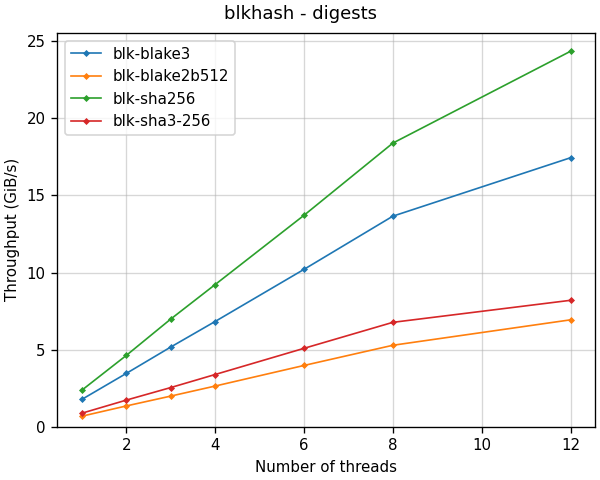 blkhash - digests
25
20
15
10
5
0
Throughput (GiB/s)
blk-blake3
blk-blake2b512
blk-sha256
blk-sha3-256
2 4 6 8 10 12
Number of threads